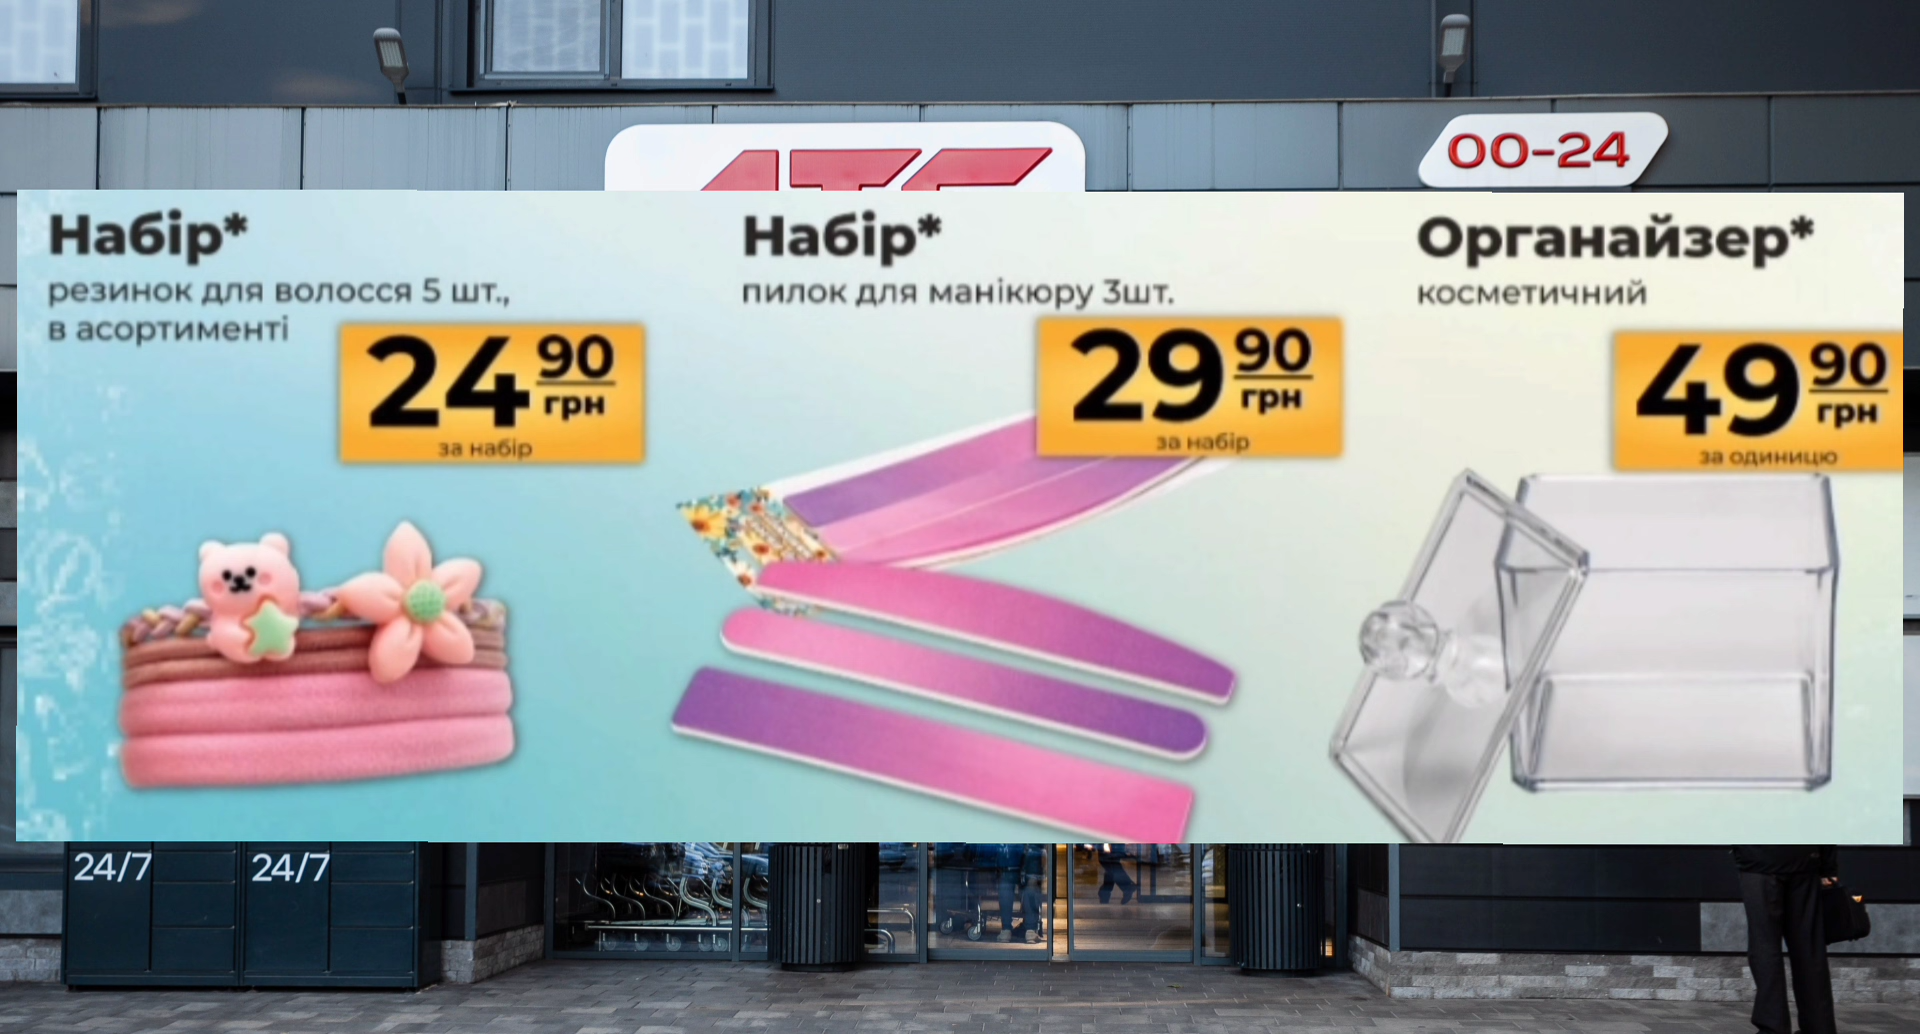 АТБ
00-24
Набір*
резинок для волосся 5 шт.,
в асортименті
24 90
грн
за набір
Набір*
пилок для манікюру 3шт.
29 90
грн
за набір
Органайзер*
косметичний
49 90
грн
за одиницю
24/7
24/7